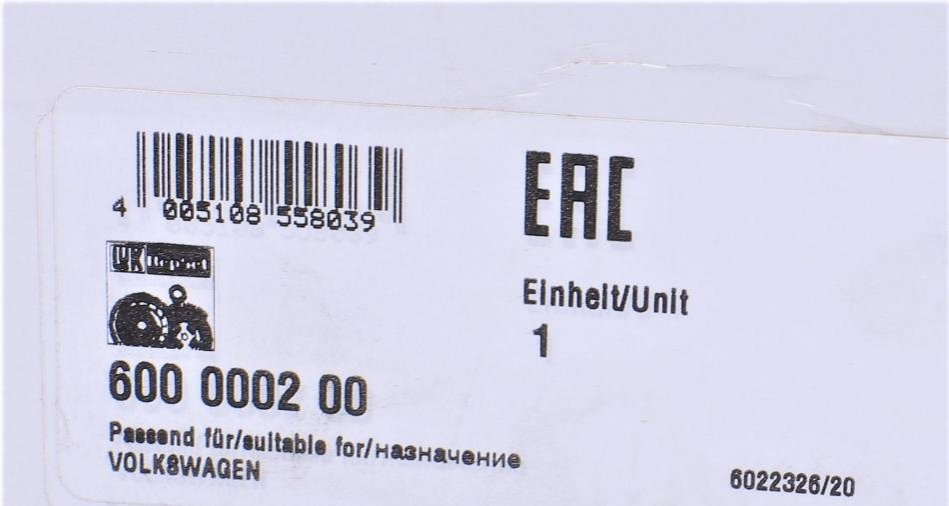 4 005108 558039
EAC
LUK RepSet
Einheit/Unit
1
600 0002 00
Passend für/suitable for/назначение
VOLKSWAGEN
6022326/20